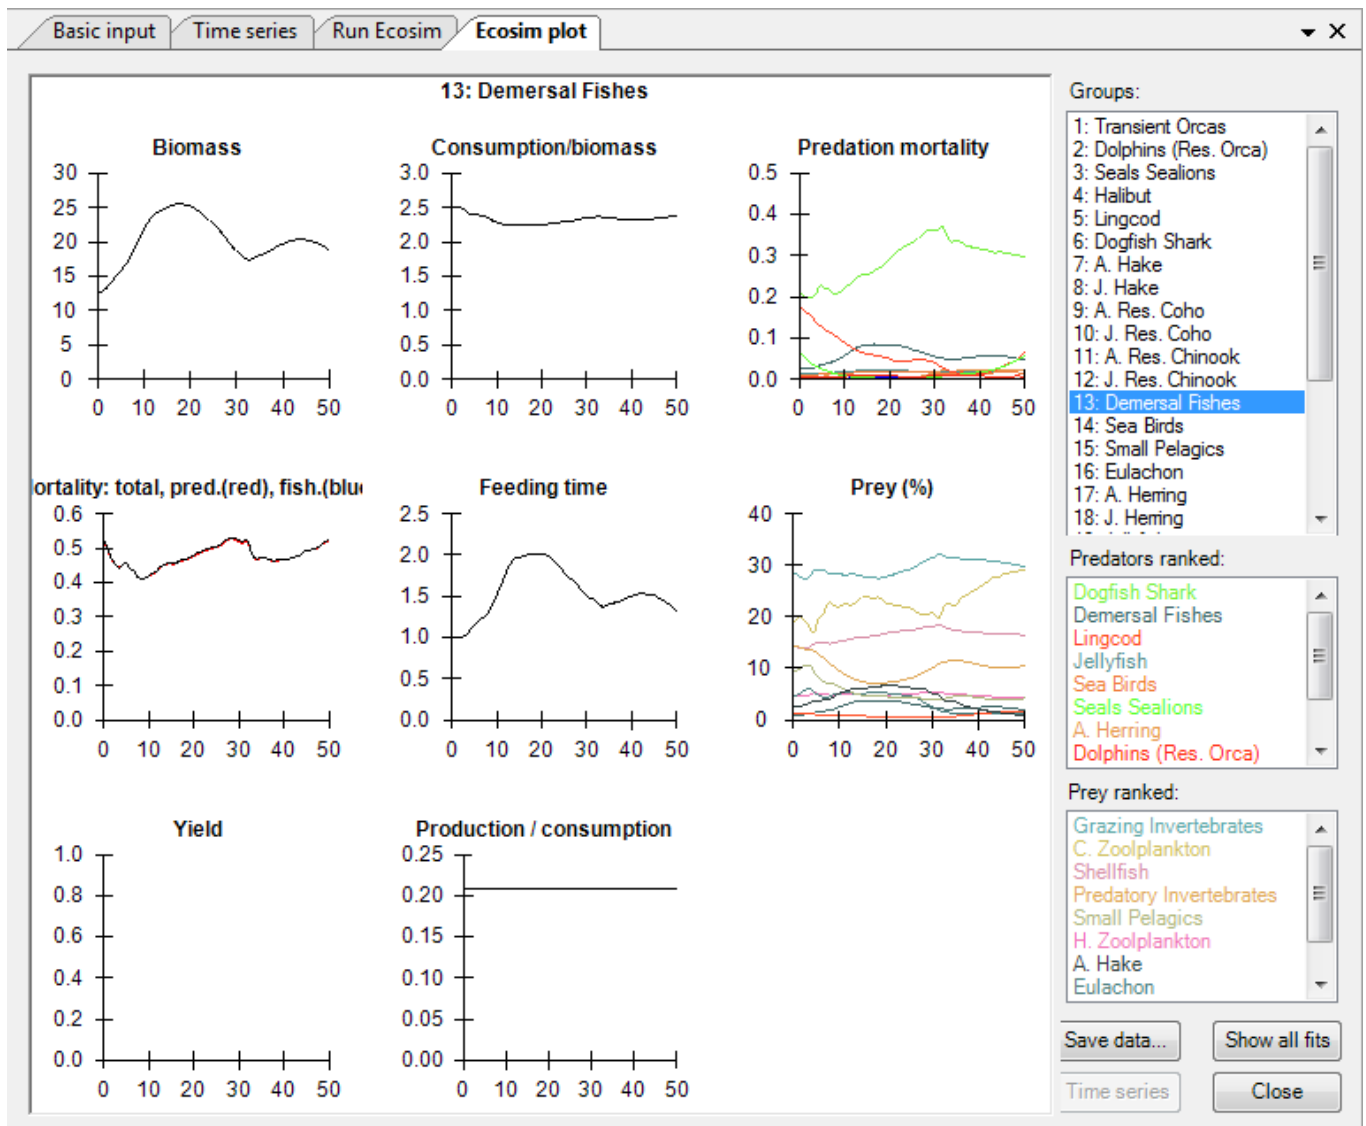 Basic input Time series Run Ecosim Ecosim plot
13: Demersal Fishes
Biomass
30
25
20
15
10
5
0
0 10 20 30 40 50
Consumption/biomass
3.0
2.5
2.0
1.5
1.0
0.5
0.0
0 10 20 30 40 50
Predation mortality
0.5
0.4
0.3
0.2
0.1
0.0
0 10 20 30 40 50
ortality: total, pred.(red), fish.(blu
0.6
0.5
0.4
0.3
0.2
0.1
0.0
0 10 20 30 40 50
Feeding time
2.5
2.0
1.5
1.0
0.5
0.0
0 10 20 30 40 50
Prey (%)
40
30
20
10
0
0 10 20 30 40 50
Yield
1.0
0.8
0.6
0.4
0.2
0.0
0 10 20 30 40 50
Production / consumption
0.25
0.20
0.15
0.10
0.05
0.00
0 10 20 30 40 50
Groups:
1: Transient Orcas
2: Dolphins (Res. Orca)
3: Seals Sealions
4: Halibut
5: Lingcod
6: Dogfish Shark
7: A. Hake
8: J. Hake
9: A. Res. Coho
10: J. Res. Coho
11: A. Res. Chinook
12: J. Res. Chinook
13: Demersal Fishes
14: Sea Birds
15: Small Pelagics
16: Eulachon
17: A. Herring
18: J. Herring
Predators ranked:
Dogfish Shark
Demersal Fishes
Lingcod
Jellyfish
Sea Birds
Seals Sealions
A. Herring
Dolphins (Res. Orca)
Prey ranked:
Grazing Invertebrates
C. Zoolplankton
Shellfish
Predatory Invertebrates
Small Pelagics
H. Zoolplankton
A. Hake
Eulachon
Save data... Show all fits
Time series Close